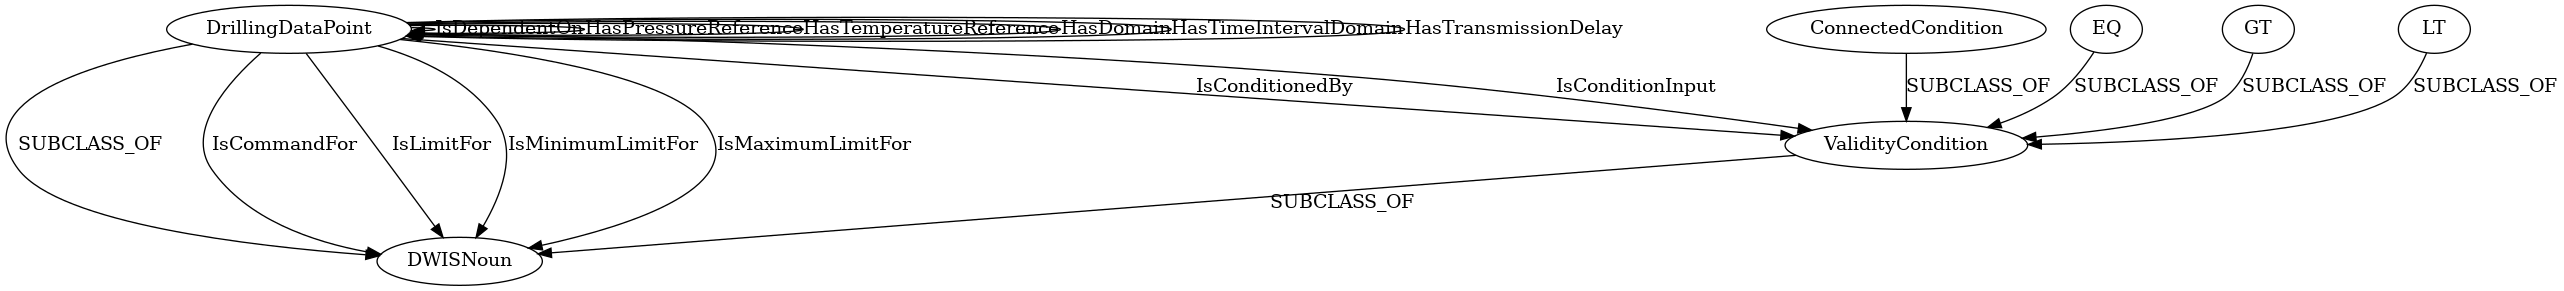 DrillingDataPoint
IsDependentOn
HasPressureReference
HasTemperatureReference
HasDomain
HasTimeIntervalDomain
HasTransmissionDelay
ConnectedCondition
EQ
GT
LT
IsConditionedBy
IsConditionInput
SUBCLASS_OF
SUBCLASS_OF
SUBCLASS_OF
SUBCLASS_OF
SUBCLASS_OF
IsCommandFor
IsLimitFor
IsMinimumLimitFor
IsMaximumLimitFor
ValidityCondition
SUBCLASS_OF
DWISNoun